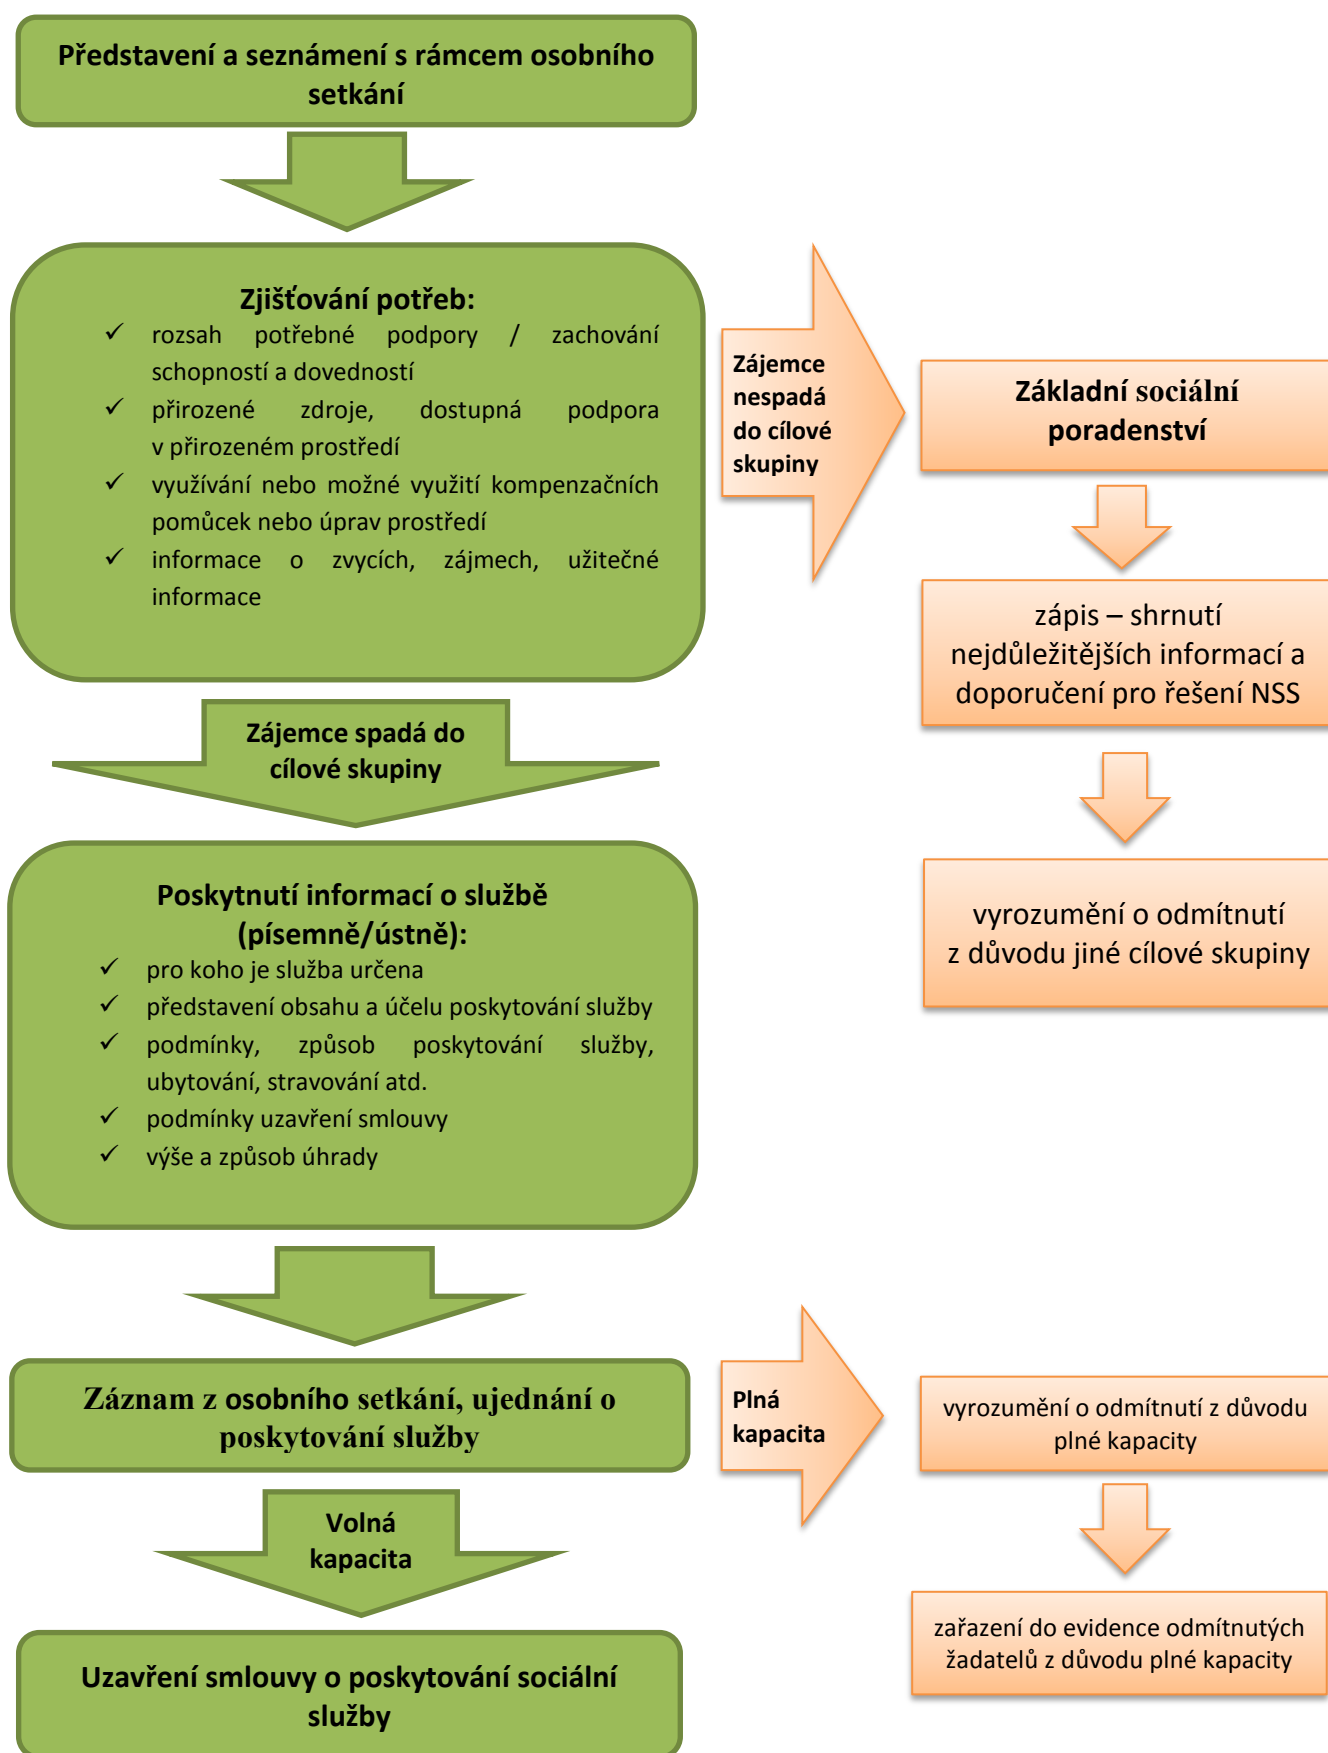 Představení a seznámení s rámcem osobního
setkání
Zjišťování potřeb:
✓ rozsah potřebné podpory / zachování
schopností a dovedností
✓ přirozené zdroje, dostupná podpora
v přirozeném prostředí
✓ využívání nebo možné využití kompenzačních
pomůcek nebo úprav prostředí
✓ informace o zvycích, zájmech, užitečné
informace
Zájemce
nespadá
do cílové
skupiny
Základní sociální
poradenství
zápis – shrnutí
nejdůležitějších informací a
doporučení pro řešení NSS
vyrozumění o odmítnutí
z důvodu jiné cílové skupiny
Zájemce spadá do
cílové skupiny
Poskytnutí informací o službě
(písemně/ústně):
✓ pro koho je služba určena
✓ představení obsahu a účelu poskytování služby
✓ podmínky, způsob poskytování služby,
ubytování, stravování atd.
✓ podmínky uzavření smlouvy
✓ výše a způsob úhrady
Záznam z osobního setkání, ujednání o
poskytování služby
Plná
kapacita
vyrozumění o odmítnutí z důvodu
plné kapacity
zařazení do evidence odmítnutých
žadatelů z důvodu plné kapacity
Volná
kapacita
Uzavření smlouvy o poskytování sociální
služby